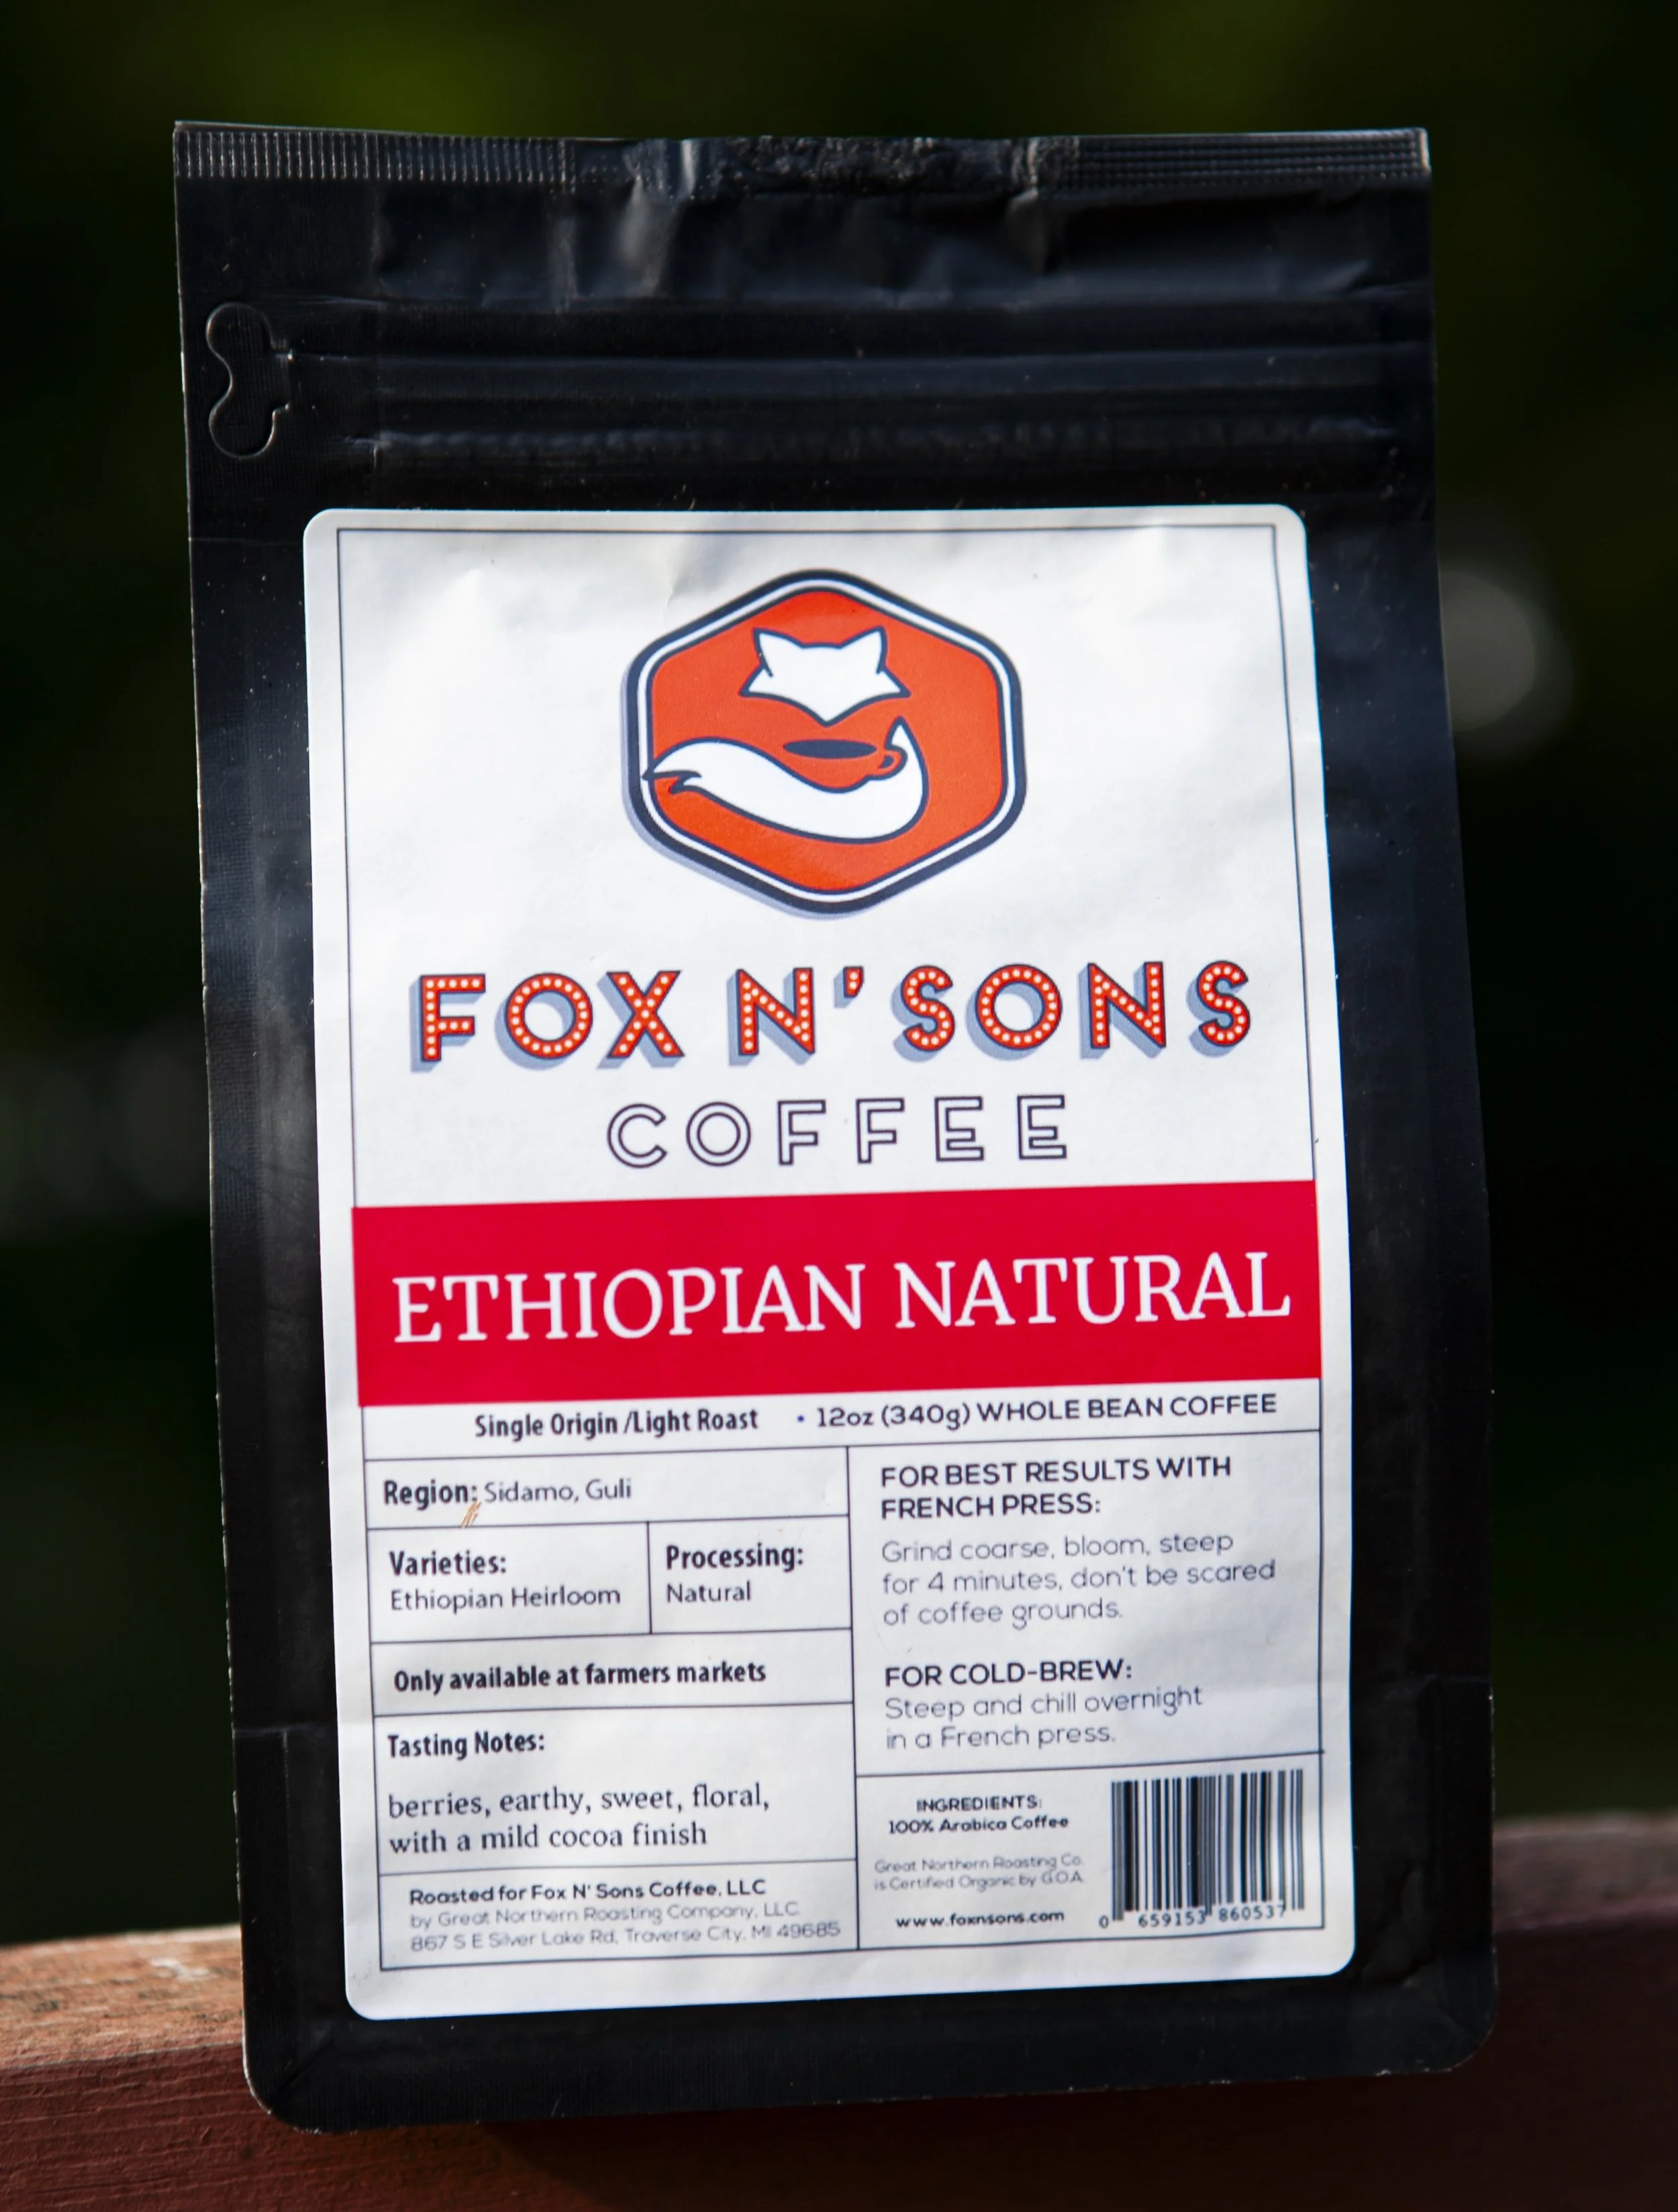 FOX N' SONS
COFFEE
ETHIOPIAN NATURAL
Single Origin /Light Roast • 12oz (340g) WHOLE BEAN COFFEE
Region: Sidamo, Guli
Varieties:
Ethiopian Heirloom
Processing:
Natural
Only available at farmers markets
Tasting Notes:
berries, earthy, sweet, floral,
with a mild cocoa finish
Roasted for Fox N' Sons Coffee, LLC
by Great Northern Roasting Company, LLC
867 S E Silver Lake Rd, Traverse City, MI 49685
FOR BEST RESULTS WITH
FRENCH PRESS:
Grind coarse, bloom, steep
for 4 minutes, don't be scared
of coffee grounds.
FOR COLD-BREW:
Steep and chill overnight
in a French press.
INGREDIENTS:
100% Arabica Coffee
Great Northern Roasting Co.
is Certified Organic by G.O.A.
www.foxnsons.com
0 659153 860537